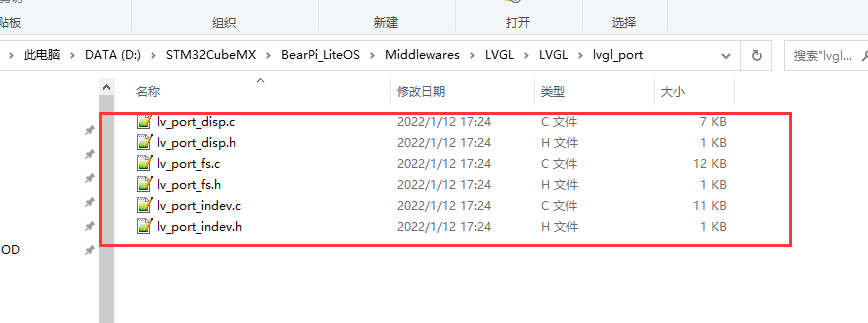 贴板 组织 新建 打开 选择
此电脑 > DATA (D:) > STM32CubeMX > BearPi_LiteOS > Middlewares > LVGL > LVGL > lvgl_port 搜索"lvgl...
名称 修改日期 类型 大小
lv_port_disp.c 2022/1/12 17:24 C 文件 7 KB
lv_port_disp.h 2022/1/12 17:24 H 文件 1 KB
lv_port_fs.c 2022/1/12 17:24 C 文件 12 KB
lv_port_fs.h 2022/1/12 17:24 H 文件 1 KB
lv_port_indev.c 2022/1/12 17:24 C 文件 11 KB
lv_port_indev.h 2022/1/12 17:24 H 文件 1 KB
OD